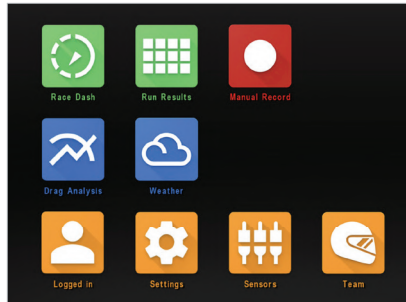 Race Dash
Run Results
Manual Record
Drag Analysis
Weather
Logged in
Settings
Sensors
Team